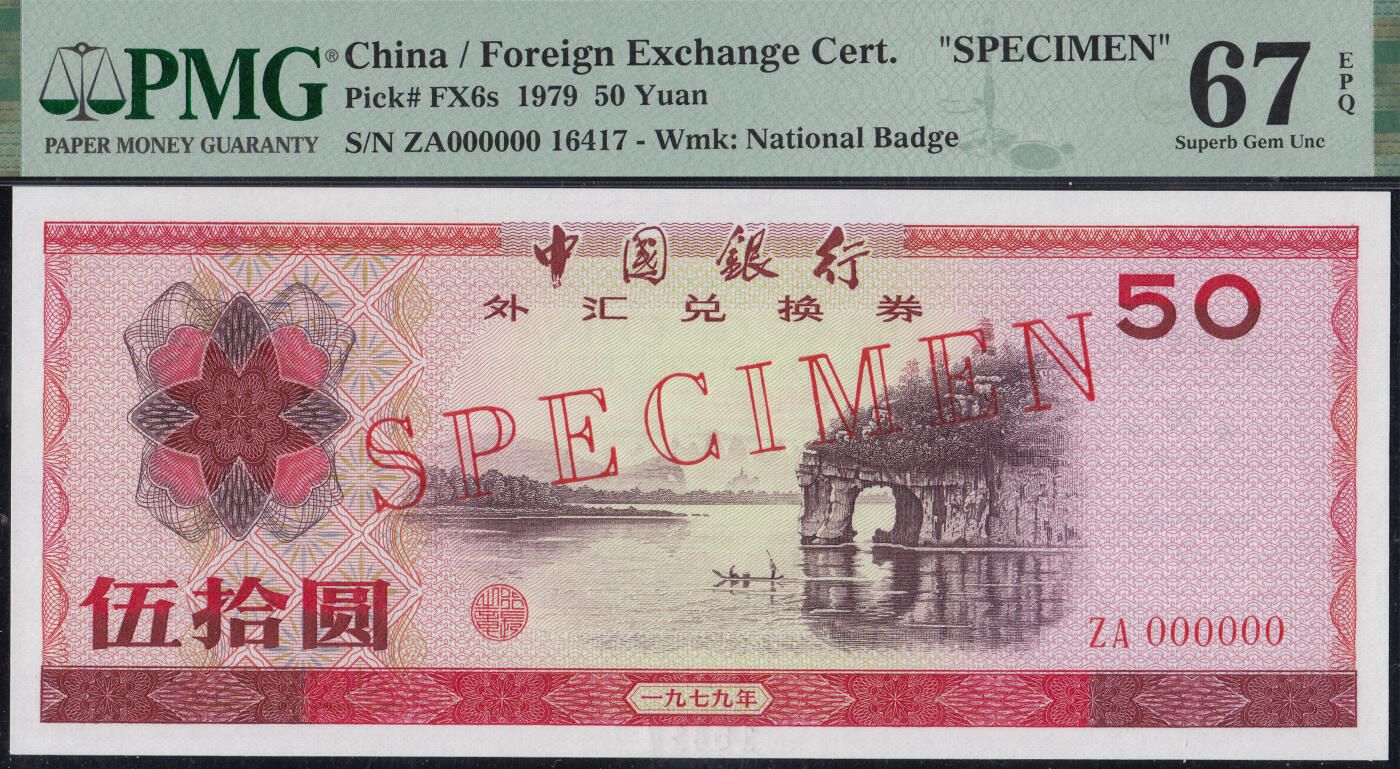 PMG® China / Foreign Exchange Cert. "SPECIMEN" 67 EPQ
Pick# FX6s 1979 50 Yuan
PAPER MONEY GUARANTY S/N ZA000000 16417 - Wmk: National Badge Superb Gem Unc
中國銀行
外汇兑换券
50
SPECIMEN
伍拾圆
ZA 000000
一九七九年